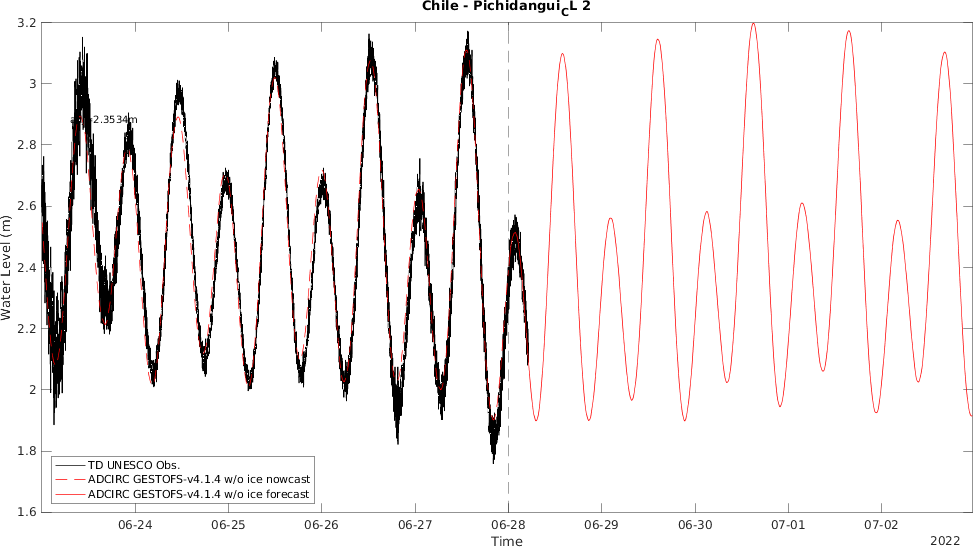 Chile - Pichidangui_CL 2
3.2
3
2.8
2.6
2.4
2.2
2
1.8
1.6
Water Level (m)
2.3534m
TD UNESCO Obs.
ADCIRC GESTOFS-v4.1.4 w/o ice nowcast
ADCIRC GESTOFS-v4.1.4 w/o ice forecast
06-24
06-25
06-26
06-27
06-28
06-29
06-30
07-01
07-02
Time
2022